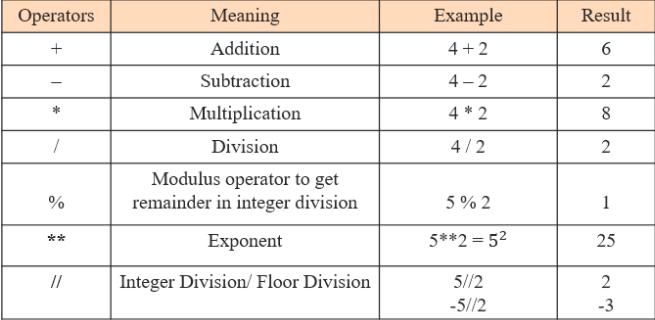 Operators Meaning Example Result
+ Addition 4 + 2 6
– Subtraction 4 – 2 2
* Multiplication 4 * 2 8
/ Division 4 / 2 2
Modulus operator to get
% remainder in integer division 5 % 2 1
** Exponent 5**2 = 5² 25
// Integer Division/ Floor Division 5//2 2
-5//2 -3